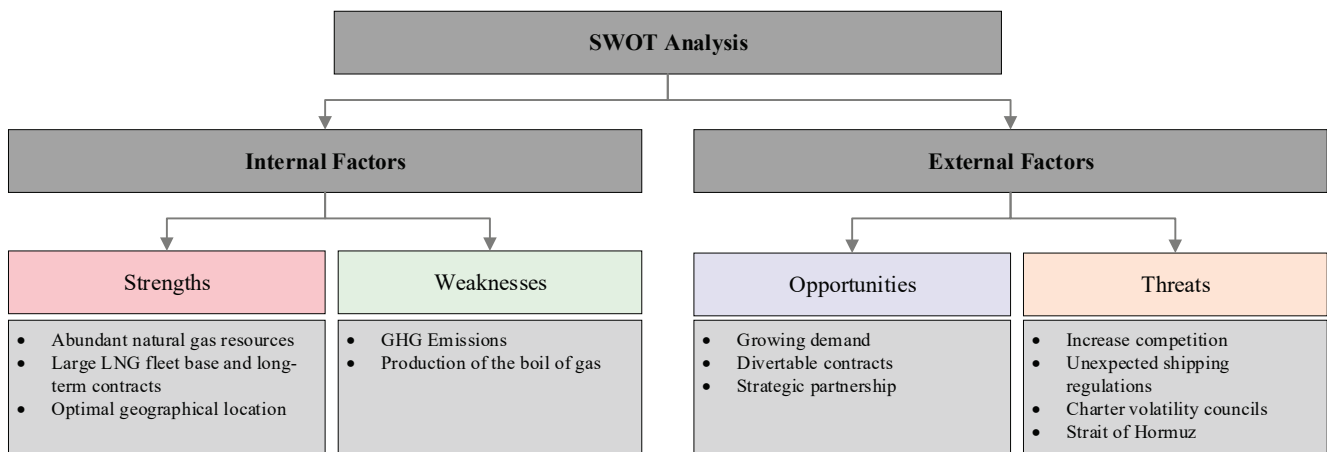 SWOT Analysis
Internal Factors
External Factors
Strengths
Weaknesses
Opportunities
Threats
• Abundant natural gas resources
• Large LNG fleet base and long-
term contracts
• Optimal geographical location
• GHG Emissions
• Production of the boil of gas
• Growing demand
• Divertable contracts
• Strategic partnership
• Increase competition
• Unexpected shipping
regulations
• Charter volatility councils
• Strait of Hormuz